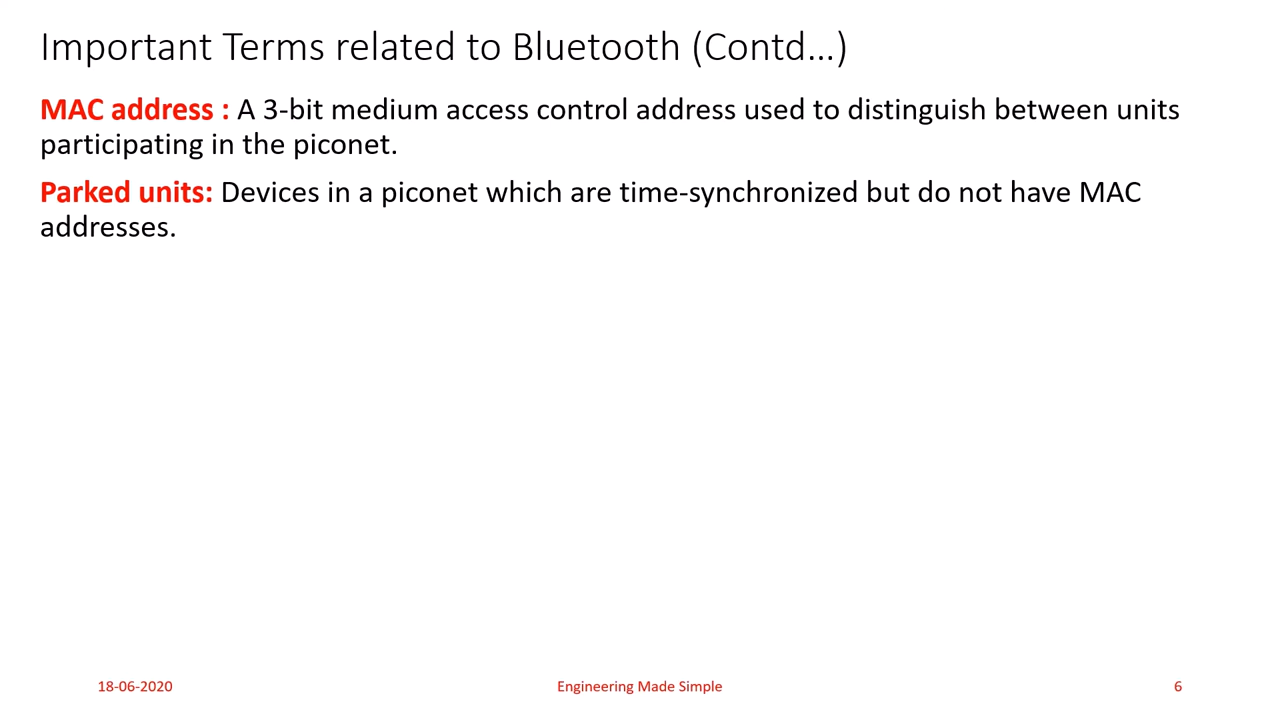 Important Terms related to Bluetooth (Contd...)
MAC address : A 3-bit medium access control address used to distinguish between units
participating in the piconet.
Parked units: Devices in a piconet which are time-synchronized but do not have MAC
addresses.
18-06-2020
Engineering Made Simple
6